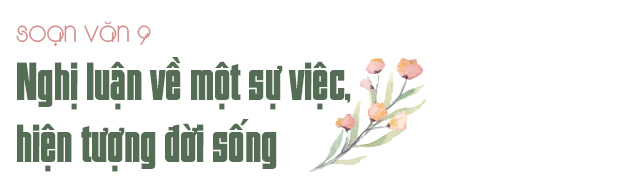 soạn văn 9
Nghị luận về một sự việc,
hiện tượng đời sống